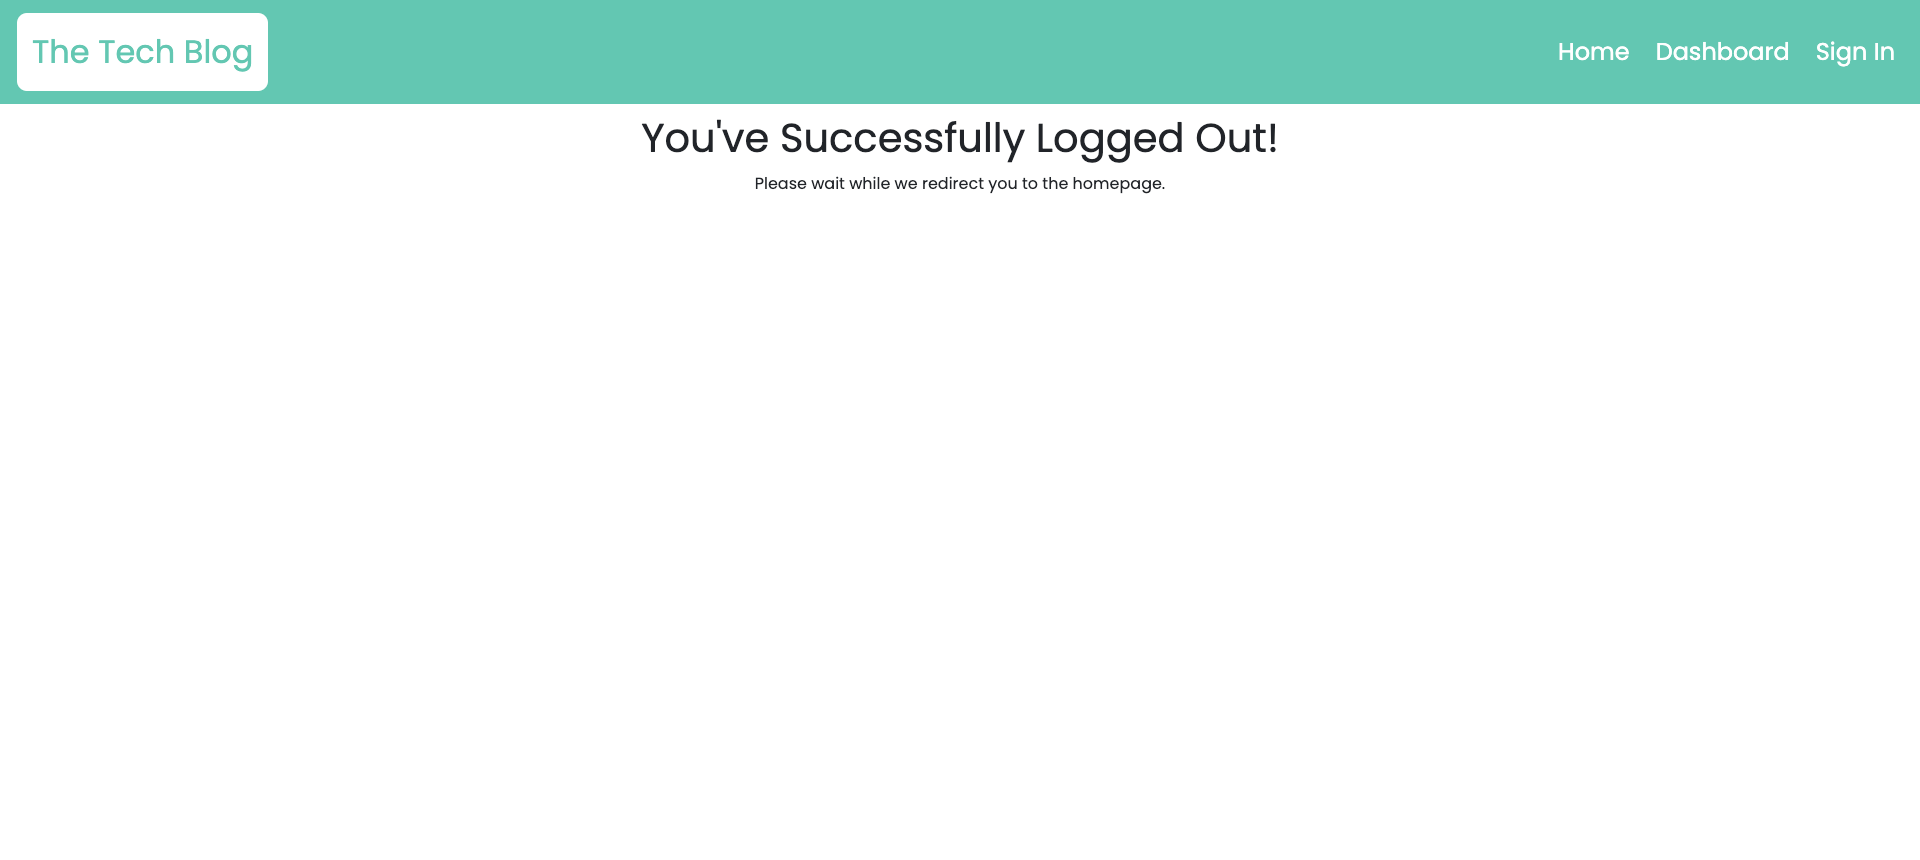 The Tech Blog
Home Dashboard Sign In
You've Successfully Logged Out!
Please wait while we redirect you to the homepage.